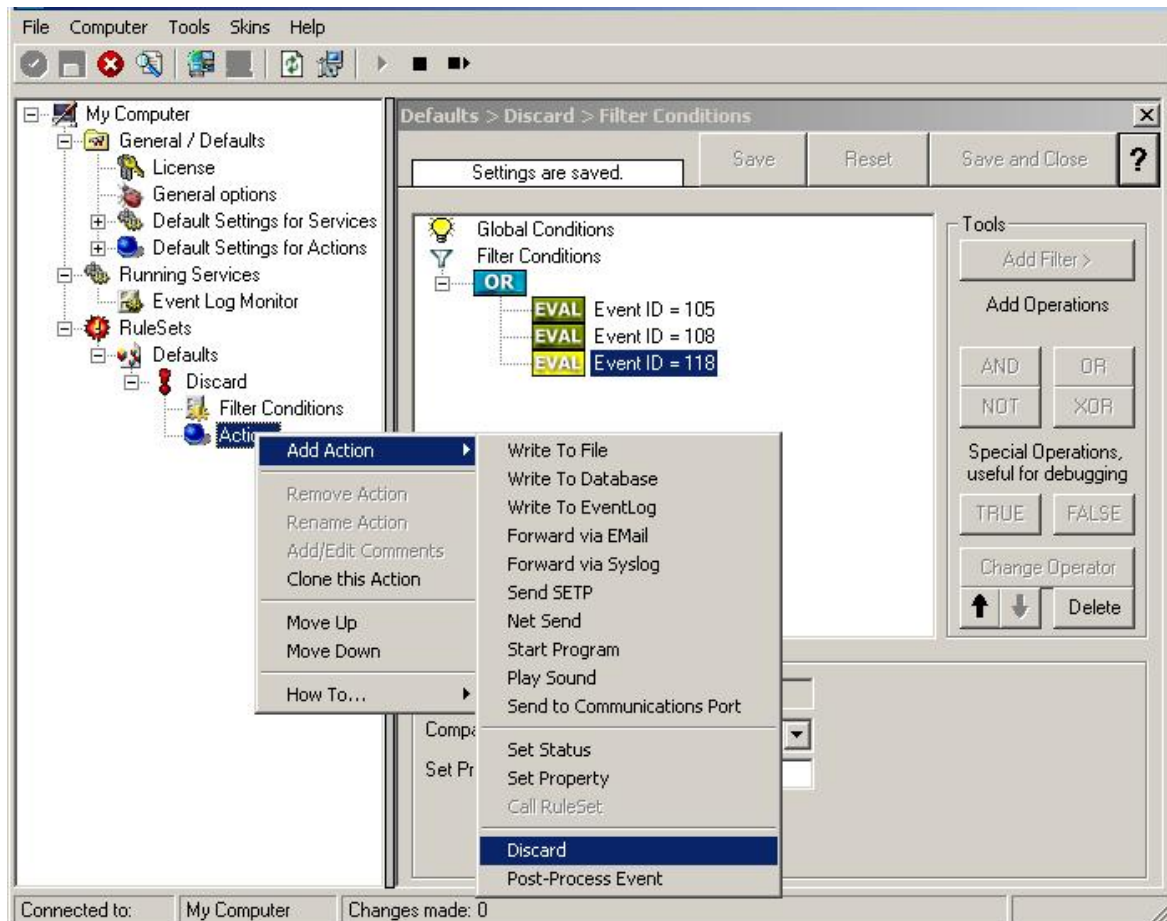 File Computer Tools Skins Help
My Computer
General / Defaults
License
General options
Default Settings for Services
Default Settings for Actions
Running Services
Event Log Monitor
RuleSets
Defaults
Discard
Filter Conditions
Actio
Defaults > Discard > Filter Conditions
Settings are saved.
Save
Reset
Save and Close
?
Global Conditions
Filter Conditions
OR
EVAL Event ID = 105
EVAL Event ID = 108
EVAL Event ID = 118
Tools
Add Filter >
Add Operations
AND OR
NOT XOR
Special Operations,
useful for debugging
TRUE FALSE
Change Operator
Delete
Add Action
Remove Action
Rename Action
Add/Edit Comments
Clone this Action
Move Up
Move Down
How To...
Write To File
Write To Database
Write To EventLog
Forward via EMail
Forward via Syslog
Send SETP
Net Send
Start Program
Play Sound
Send to Communications Port
Set Status
Set Property
Call RuleSet
Discard
Post-Process Event
Compa
Set Pr
Connected to: My Computer Changes made: 0